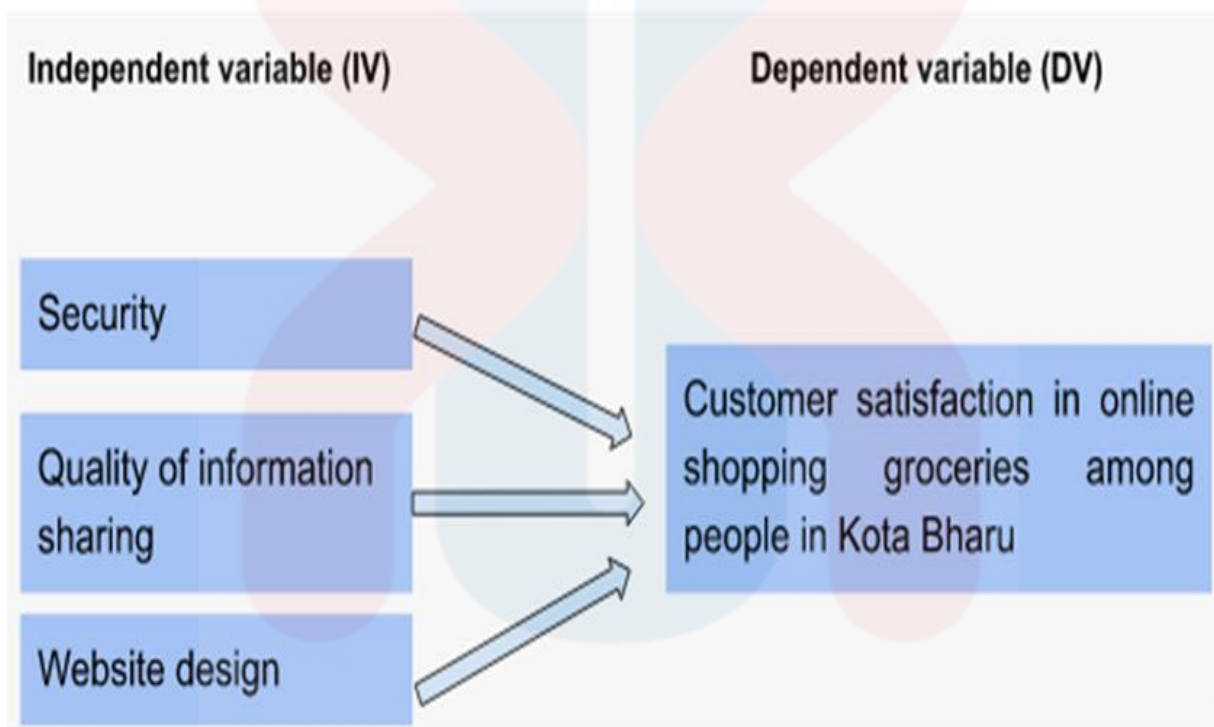 Independent variable (IV)
Dependent variable (DV)
Security
Quality of information
sharing
Website design
Customer satisfaction in online
shopping groceries among
people in Kota Bharu